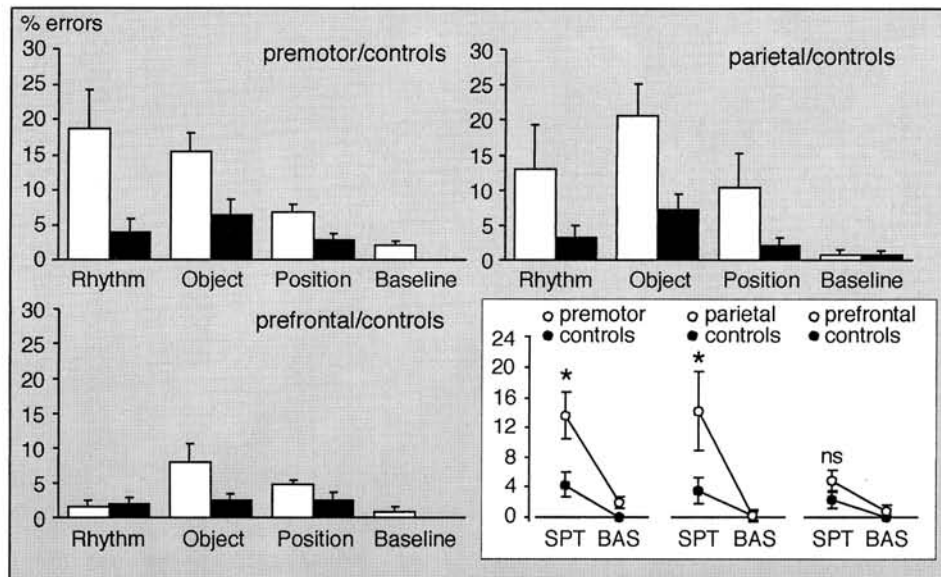 % errors
30
25
20
15
10
5
0
premotor/controls
Rhythm Object Position Baseline
30
20
10
0
parietal/controls
Rhythm Object Position Baseline
30
25
20
15
10
5
0
prefrontal/controls
Rhythm Object Position Baseline
premotor parietal prefrontal
controls controls controls
24
20
16
12
8
4
0
* * ns
SPT BAS SPT BAS SPT BAS